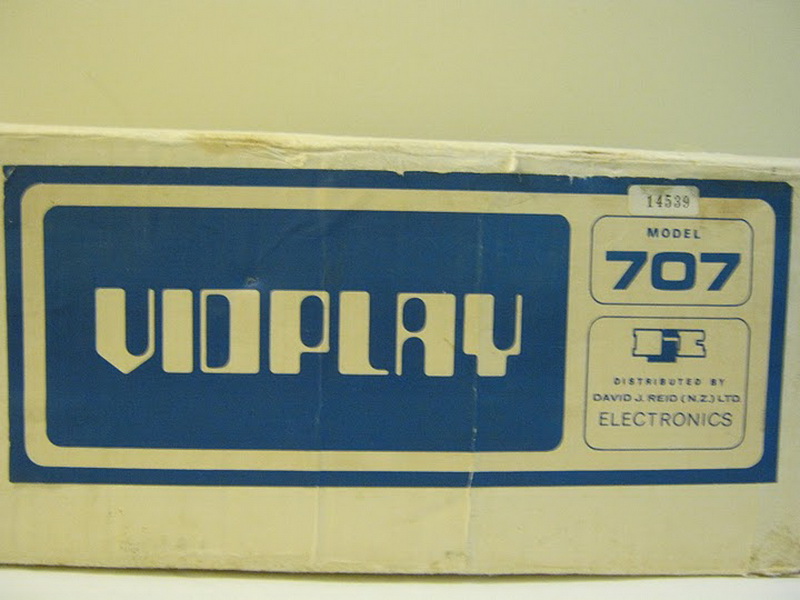 VIDPLAY
14539
MODEL
707
DISTRIBUTED BY
DAVID J. REID (N.Z.) LTD.
ELECTRONICS